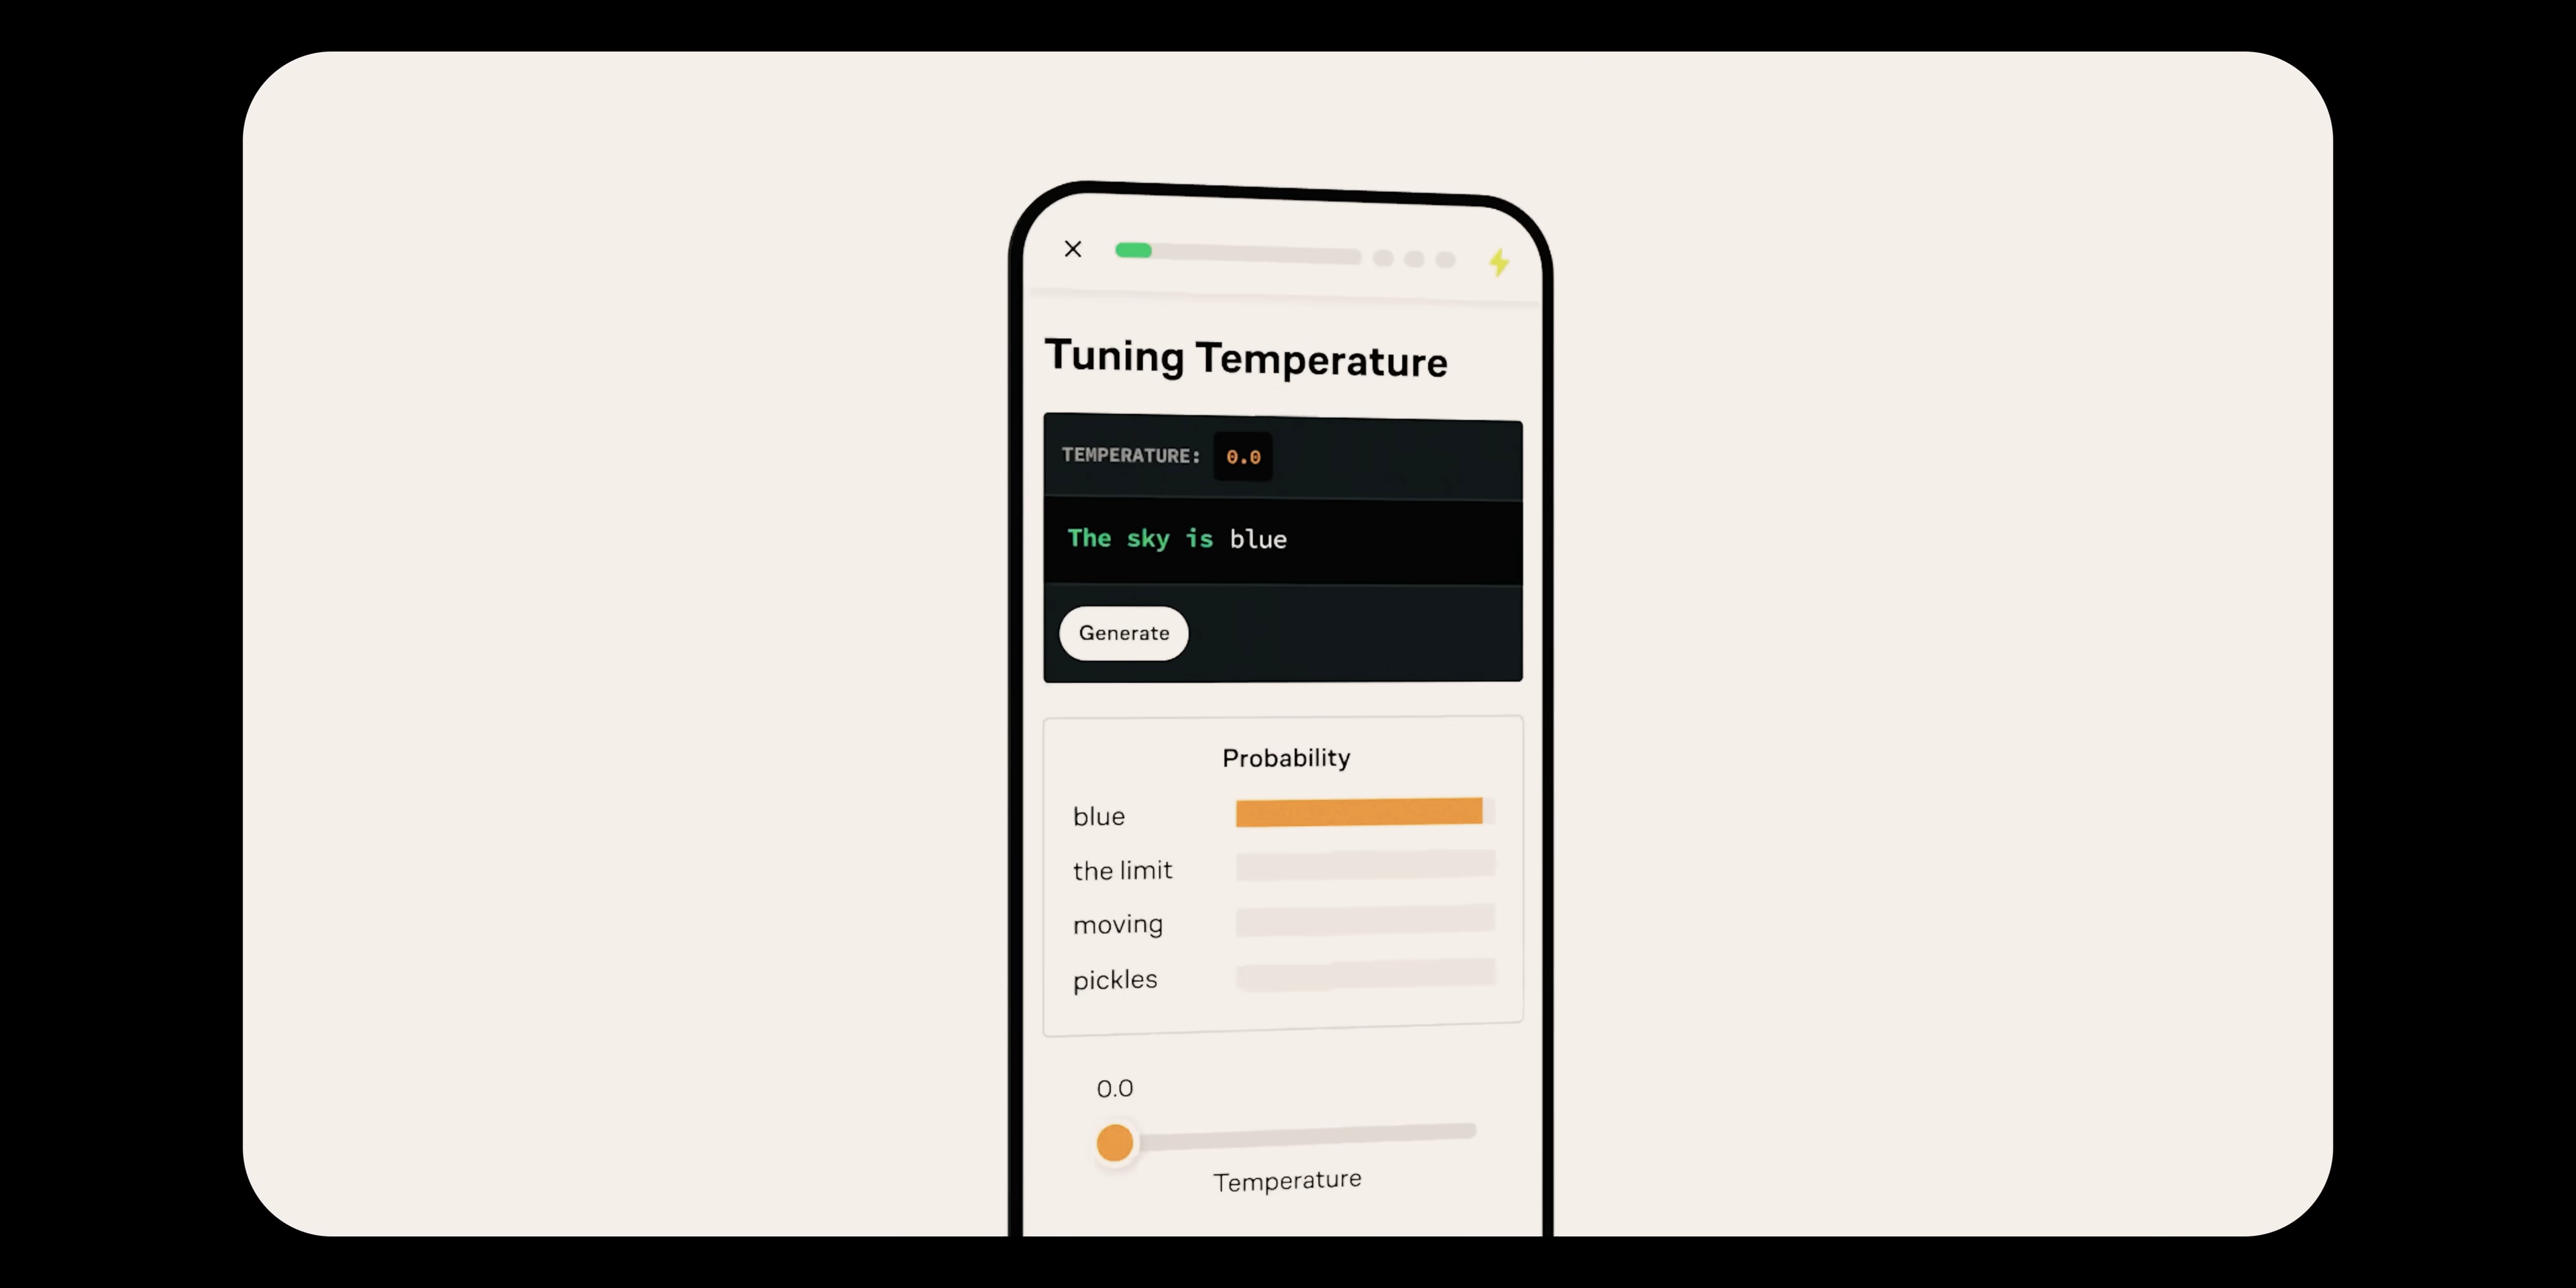 Tuning Temperature
TEMPERATURE: 0.0
The sky is blue
Generate
Probability
blue
the limit
moving
pickles
0.0
Temperature